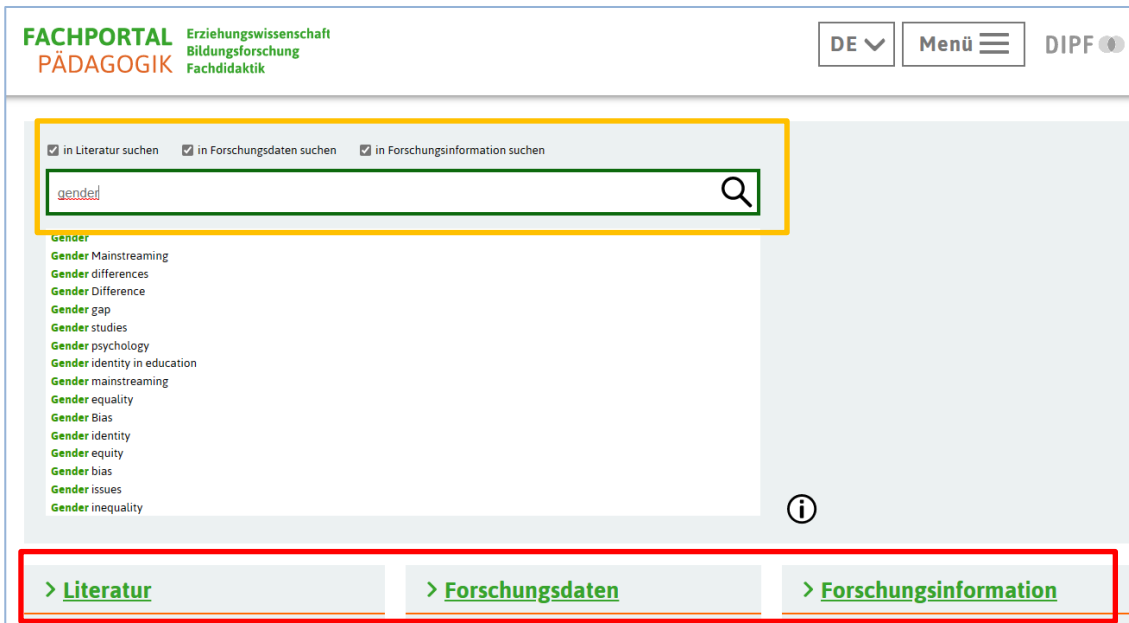 FACHPORTAL
PÄDAGOGIK
Erziehungswissenschaft
Bildungsforschung
Fachdidaktik
DE
Menü
DIPF
in Literatur suchen
in Forschungsdaten suchen
in Forschungsinformation suchen
gender
Gender
Gender Mainstreaming
Gender differences
Gender Difference
Gender gap
Gender studies
Gender psychology
Gender identity in education
Gender mainstreaming
Gender equality
Gender Bias
Gender identity
Gender equity
Gender bias
Gender issues
Gender inequality
> Literatur
> Forschungsdaten
> Forschungsinformation